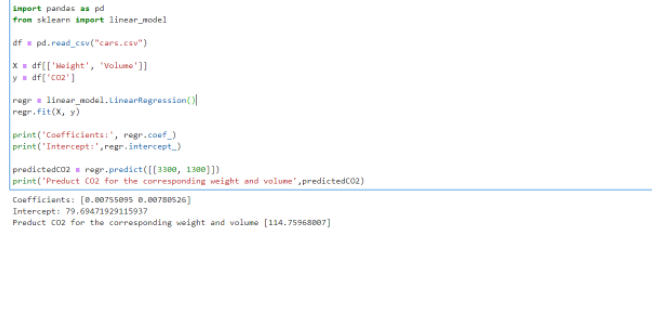 import pandas as pd
from sklearn import linear_model
df = pd.read_csv("cars.csv")
X = df[['Weight', 'Volume']]
y = df['CO2']
regr = linear_model.LinearRegression()
regr.fit(X, y)
print('Coefficients:', regr.coef_)
print('Intercept:',regr.intercept_)
predictedCO2 = regr.predict([[3300, 1300]])
print('Preduct CO2 for the corresponding weight and volume',predictedCO2)
Coefficients: [0.00755095 0.00780526]
Intercept: 79.69471929115937
Preduct CO2 for the corresponding weight and volume [114.75968007]